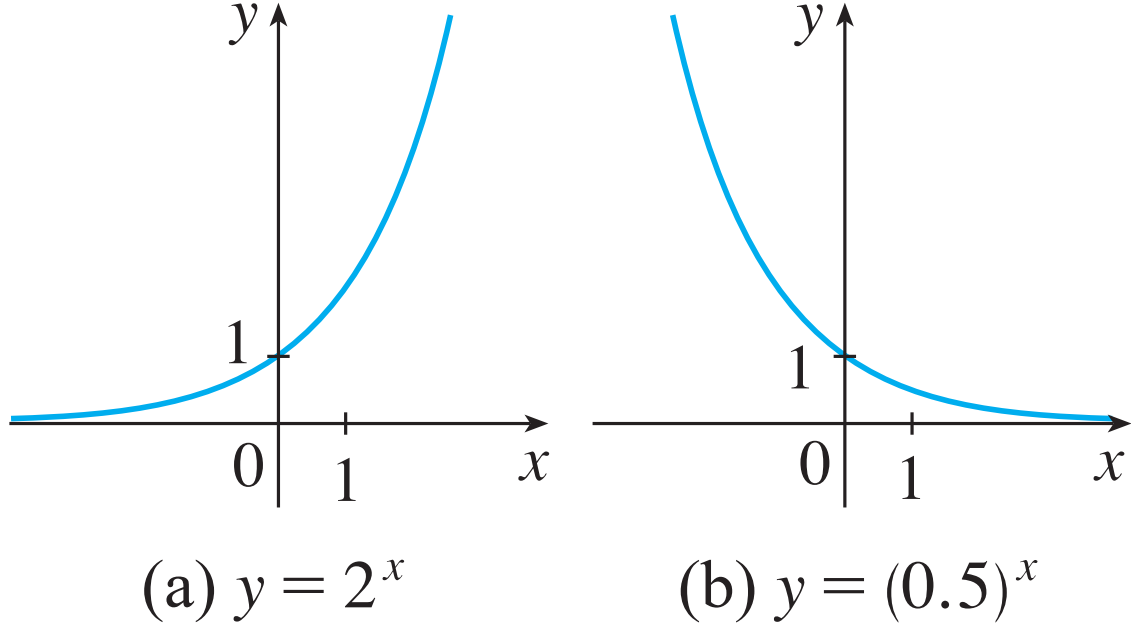 y
1
0
1
x
(a) y = 2^x
y
1
0
1
x
(b) y = (0.5)^x